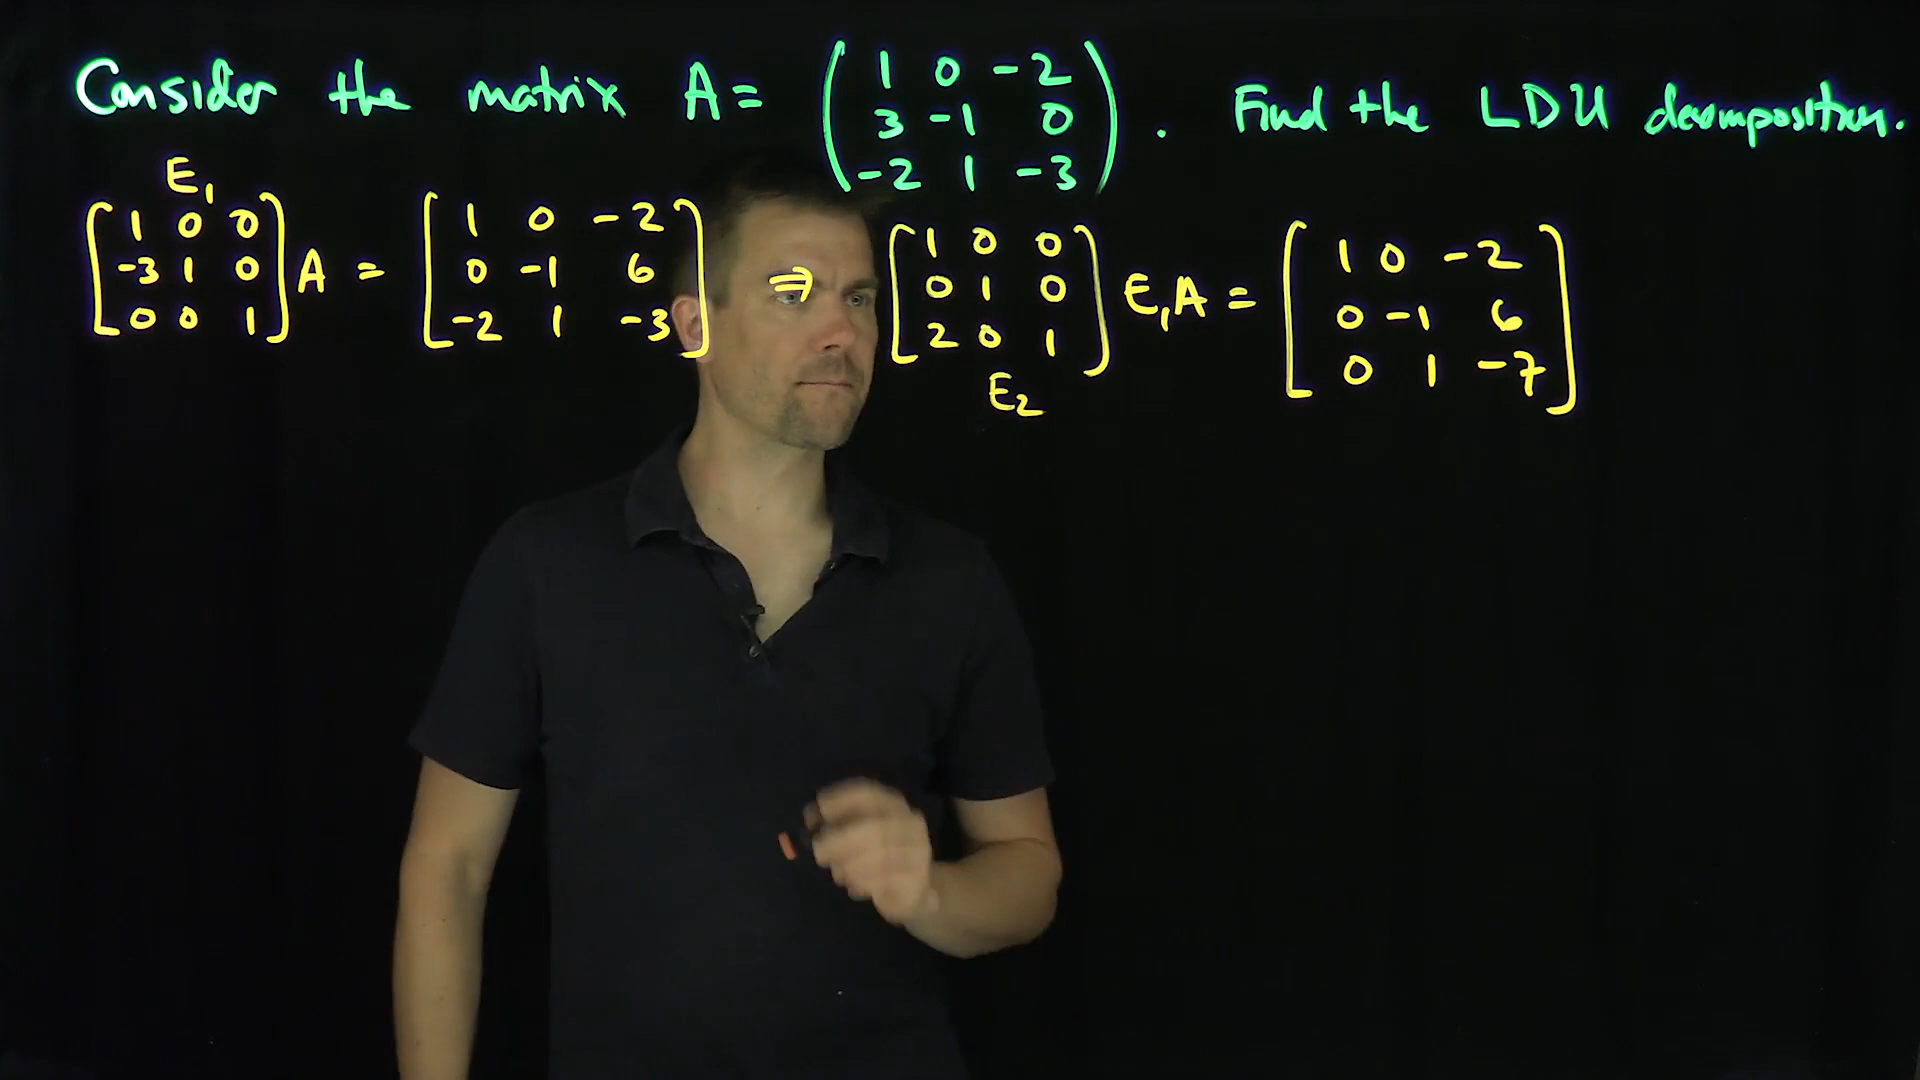 Consider the matrix A = ( 1 0 -2 . Find the LDU decomposition.
3 -1 0
-2 1 -3 )
E₁
[ 1 0 0
-3 1 0
0 0 1 ] A = [ 1 0 -2
0 -1 6
-2 1 -3 ] ⇒ [ 1 0 0
0 1 0
2 0 1 ] E₁A = [ 1 0 -2
0 -1 6
0 1 -7 ]
E₂